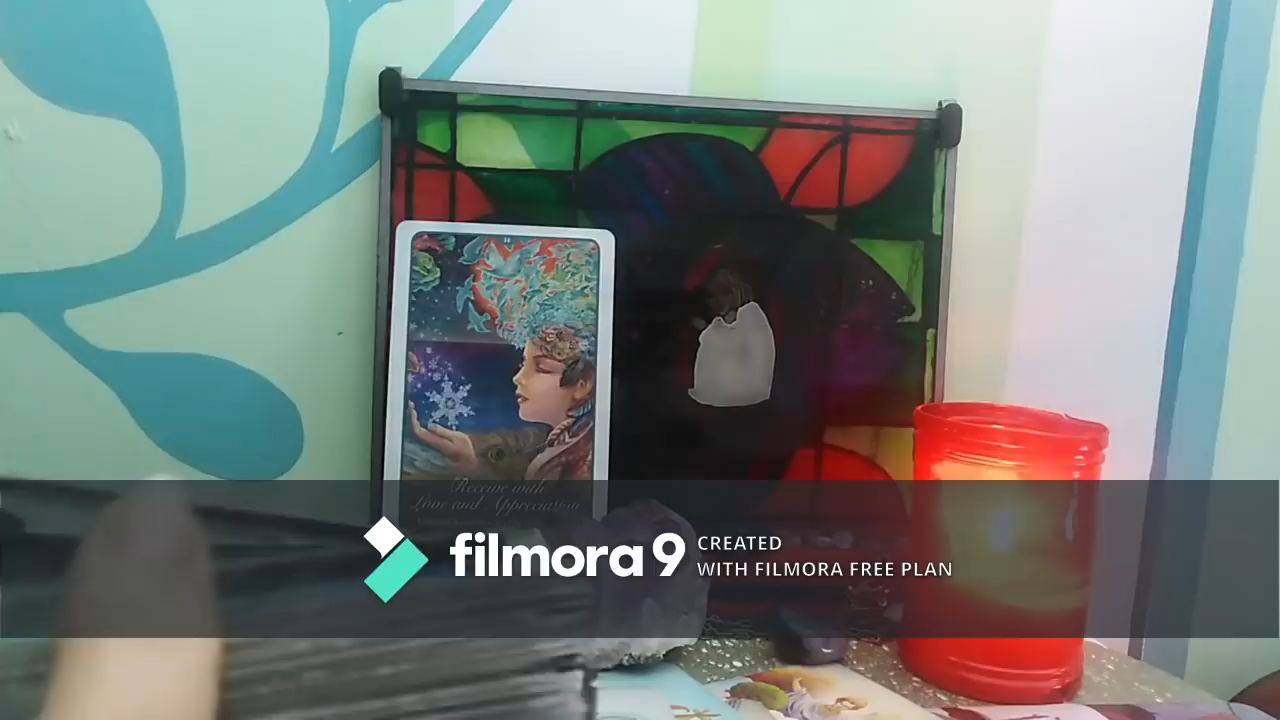 Receive with
Love and Appreciation
filmora 9
CREATED
WITH FILMORA FREE PLAN